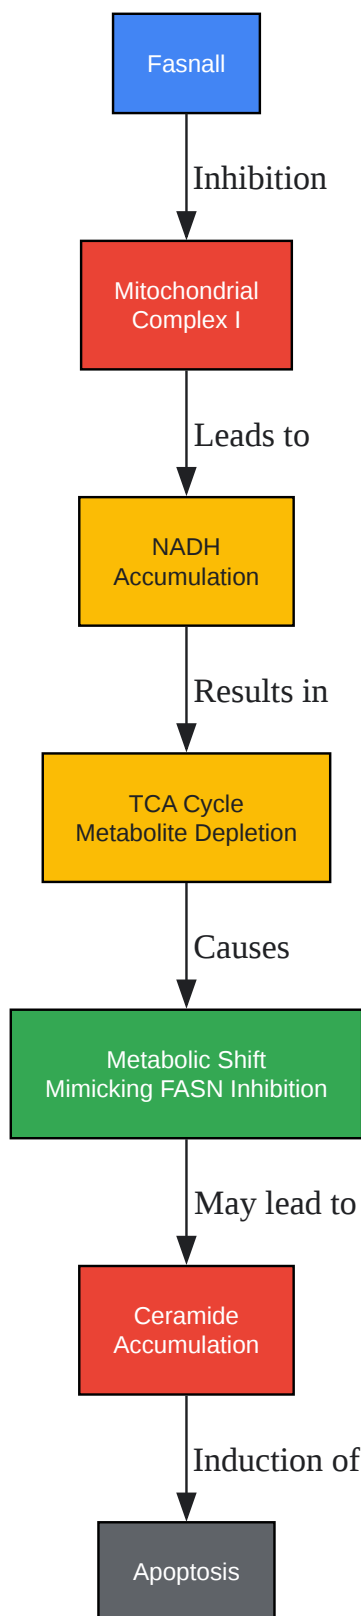 Fasnall
Inhibition
Mitochondrial
Complex I
Leads to
NADH
Accumulation
Results in
TCA Cycle
Metabolite Depletion
Causes
Metabolic Shift
Mimicking FASN Inhibition
May lead to
Ceramide
Accumulation
Induction of
Apoptosis